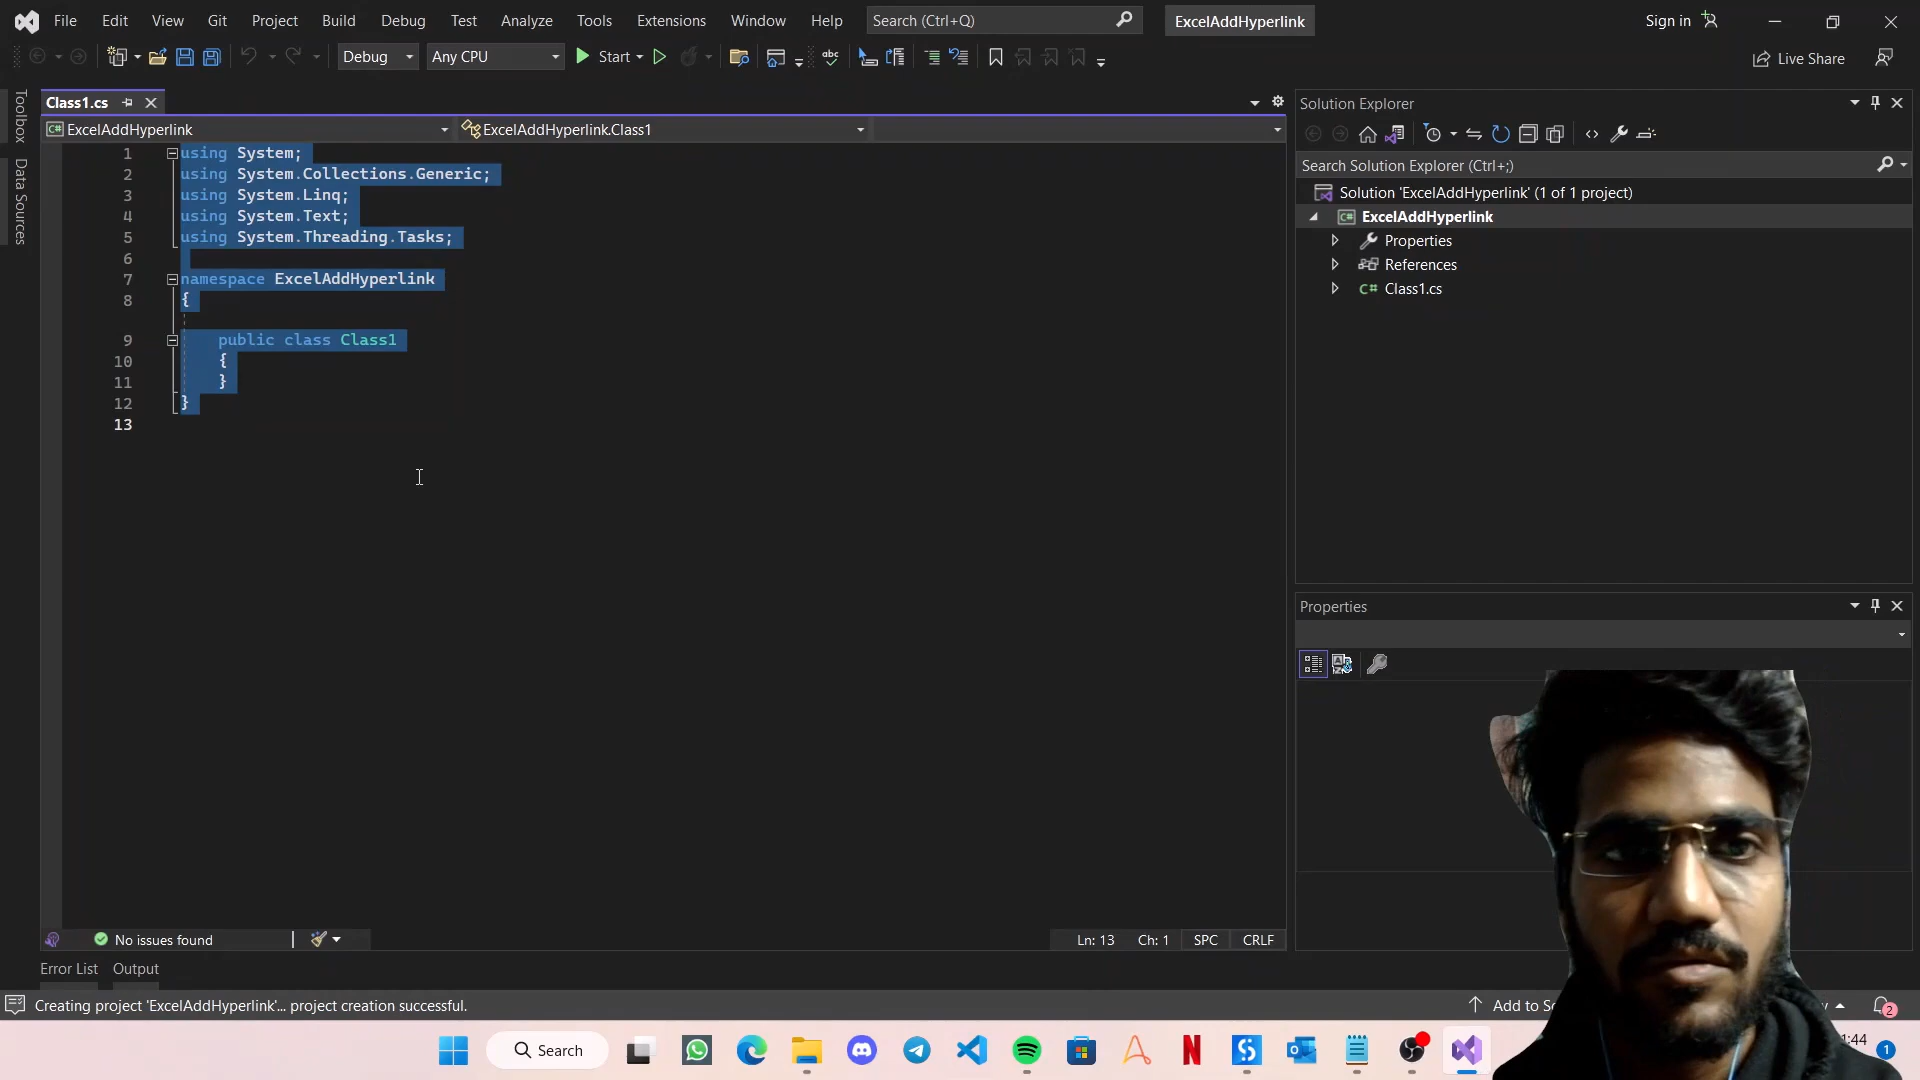 File Edit View Git Project Build Debug Test Analyze Tools Extensions Window Help Search (Ctrl+Q) ExcelAddHyperlink Sign in
Debug Any CPU Start abc Live Share
Toolbox
Data Sources
Class1.cs
C# ExcelAddHyperlink ExcelAddHyperlink.Class1
1 using System;
2 using System.Collections.Generic;
3 using System.Linq;
4 using System.Text;
5 using System.Threading.Tasks;
6
7 namespace ExcelAddHyperlink
8 {
9 public class Class1
10 {
11 }
12 }
13
No issues found Ln: 13 Ch: 1 SPC CRLF
Solution Explorer
Search Solution Explorer (Ctrl+;)
Solution 'ExcelAddHyperlink' (1 of 1 project)
C# ExcelAddHyperlink
Properties
References
C# Class1.cs
Properties
Error List Output
Creating project 'ExcelAddHyperlink'... project creation successful.
Add to 2
Search N :44 1